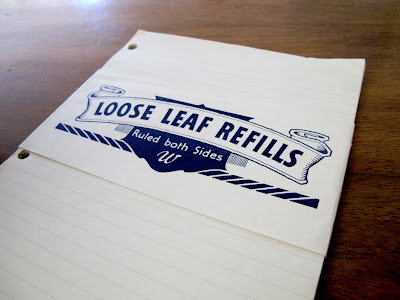 LOOSE LEAF REFILLS
Ruled both Sides
W